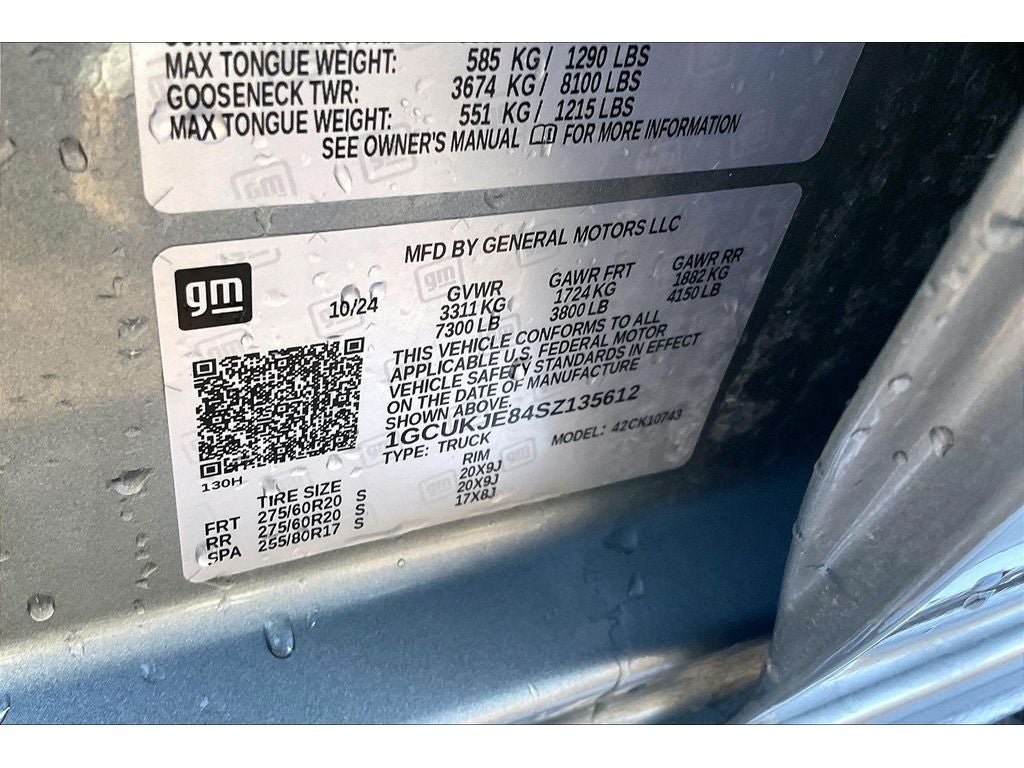 MAX TONGUE WEIGHT: 585 KG / 1290 LBS
GOOSENECK TWR: 3674 KG / 8100 LBS
MAX TONGUE WEIGHT: 551 KG / 1215 LBS
SEE OWNER'S MANUAL FOR MORE INFORMATION
gm
MFD BY GENERAL MOTORS LLC
10/24
GVWR GAWR FRT GAWR RR
3311 KG 1724 KG 1882 KG
7300 LB 3800 LB 4150 LB
THIS VEHICLE CONFORMS TO ALL
APPLICABLE U.S. FEDERAL MOTOR
VEHICLE SAFETY STANDARDS IN EFFECT
ON THE DATE OF MANUFACTURE
SHOWN ABOVE.
1GCUKJE84SZ135612
TYPE: TRUCK MODEL: 42CK10743
130H
TIRE SIZE RIM
FRT 275/60R20 S 20X9J
RR 275/60R20 S 20X9J
SPA 255/80R17 S 17X8J